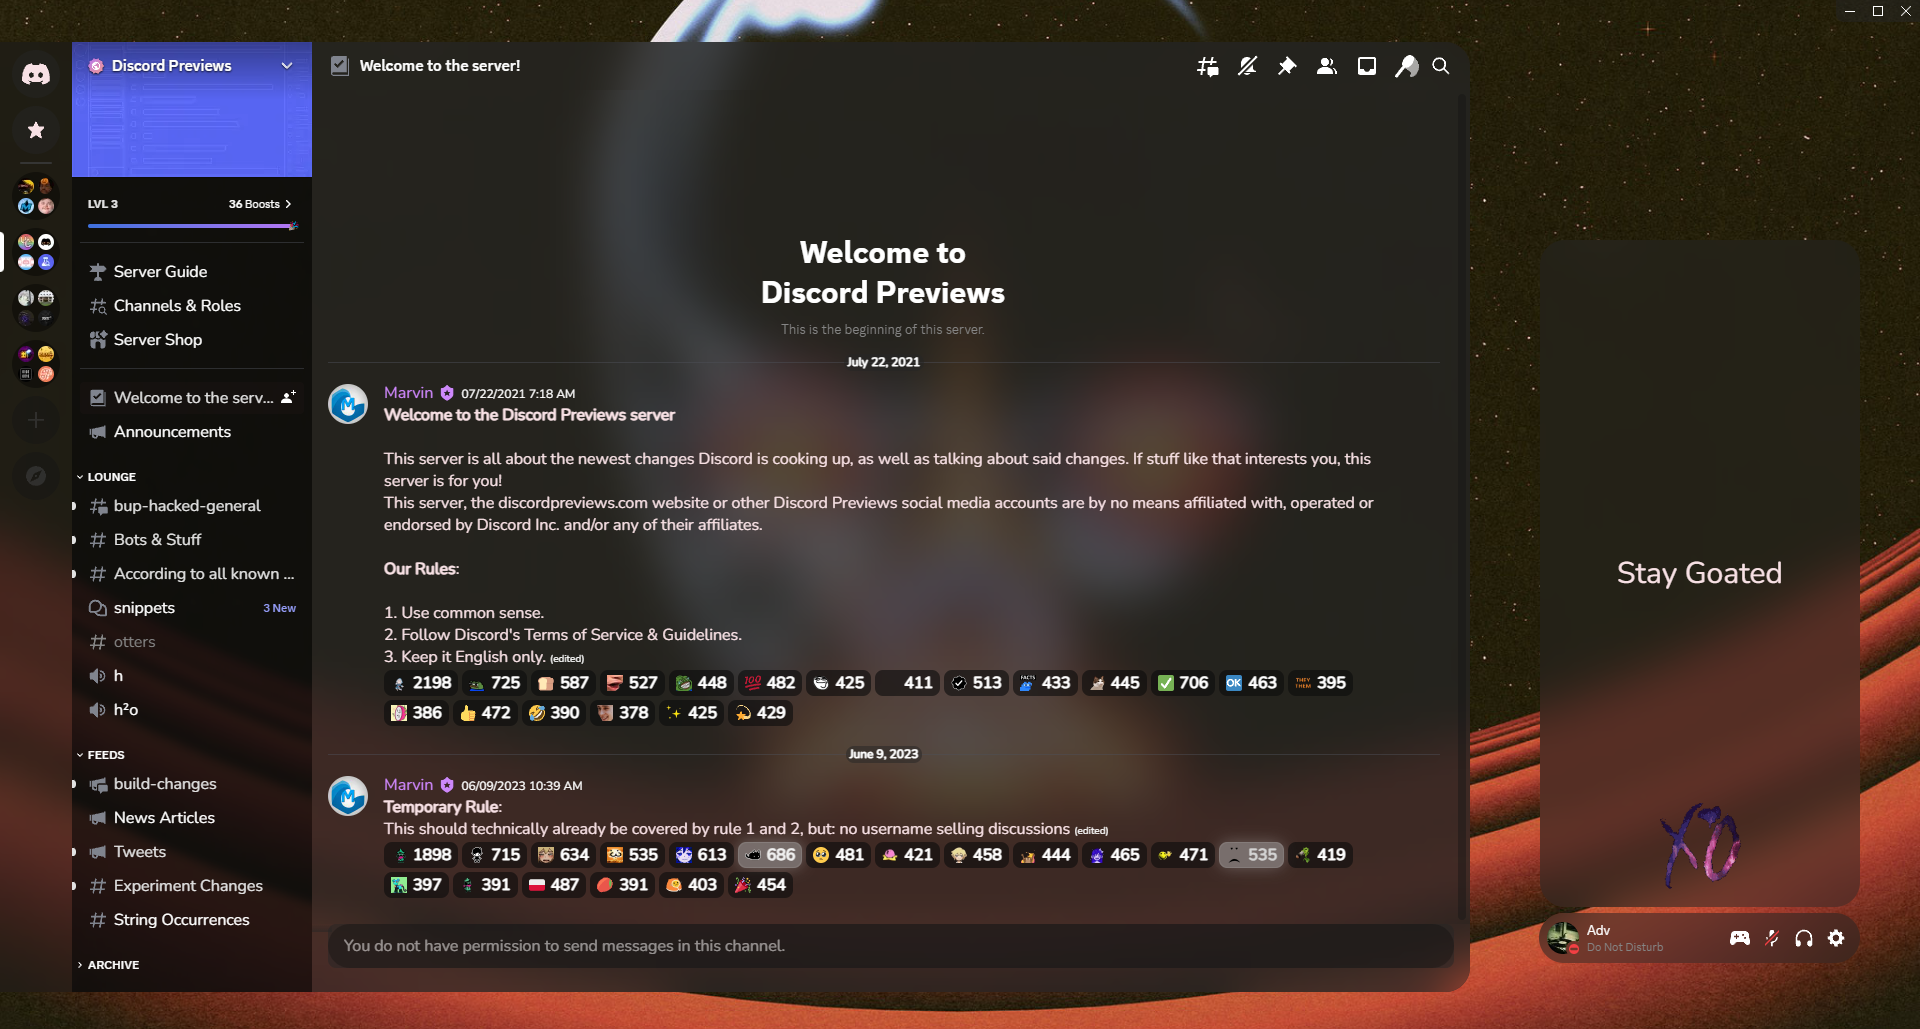 Discord Previews
LVL 3
36 Boosts
Server Guide
Channels & Roles
Server Shop
Welcome to the serv...
Announcements
LOUNGE
bup-hacked-general
Bots & Stuff
According to all known ...
snippets
3 New
otters
h
h²o
FEEDS
build-changes
News Articles
Tweets
Experiment Changes
String Occurrences
ARCHIVE
Welcome to the server!
Welcome to
Discord Previews
This is the beginning of this server.
July 22, 2021
Marvin 07/22/2021 7:18 AM
Welcome to the Discord Previews server
This server is all about the newest changes Discord is cooking up, as well as talking about said changes. If stuff like that interests you, this
server is for you!
This server, the discordpreviews.com website or other Discord Previews social media accounts are by no means affiliated with, operated or
endorsed by Discord Inc. and/or any of their affiliates.
Our Rules:
1. Use common sense.
2. Follow Discord's Terms of Service & Guidelines.
3. Keep it English only. (edited)
2198 725 587 527 448 100 482 425 411 513 FACTS 433 445 706 OK 463 THEY THEM 395
386 472 390 378 425 429
June 9, 2023
Marvin 06/09/2023 10:39 AM
Temporary Rule:
This should technically already be covered by rule 1 and 2, but: no username selling discussions (edited)
1898 715 634 535 613 686 481 421 458 444 465 471 535 419
397 391 487 391 403 454
You do not have permission to send messages in this channel.
Stay Goated
XO
Adv
Do Not Disturb